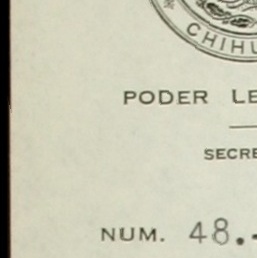 CHIHU
PODER LE
SECRE
NUM. 48.-